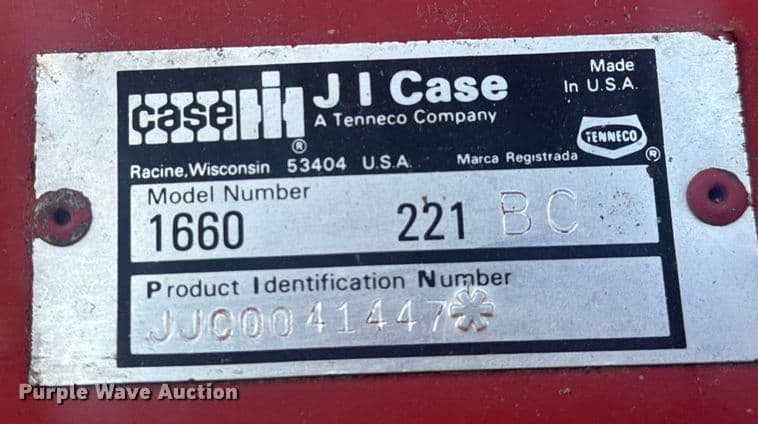 case IH J I Case
A Tenneco Company
®
Made
In U.S.A.
TENNECO
®
Racine, Wisconsin 53404 U.S.A. Marca Registrada
Model Number
1660 221 BC
Product Identification Number
JJC0041447*
Purple Wave Auction